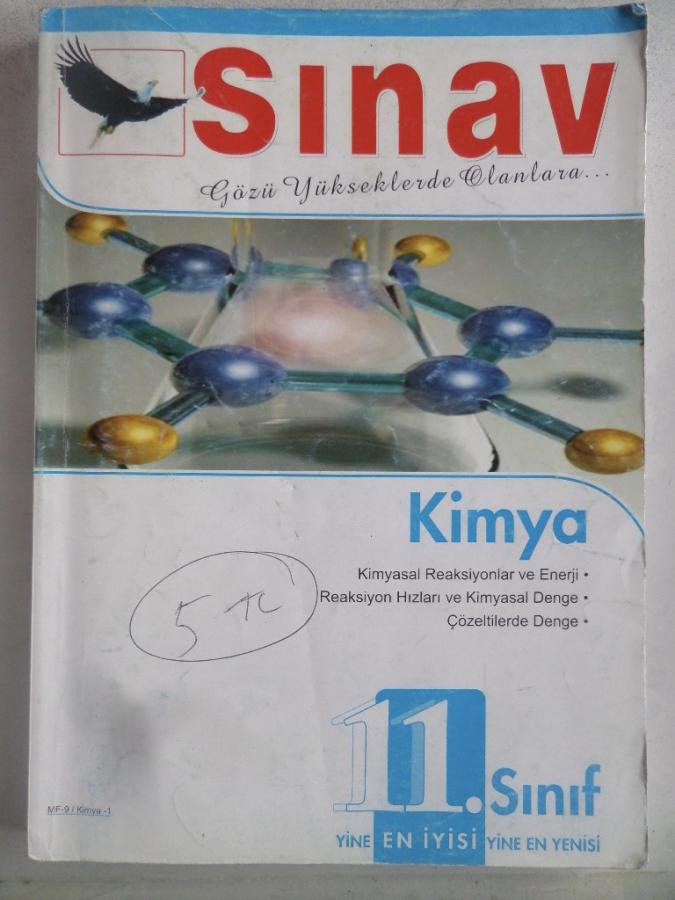 Sınav
Gözü Yükseklerde Olanlara...
Kimya
Kimyasal Reaksiyonlar ve Enerji •
Reaksiyon Hızları ve Kimyasal Denge •
Çözeltilerde Denge •
5 TL
11.Sınıf
MF-9 / Kimya -1
YİNE EN İYİSİ YİNE EN YENİSİ